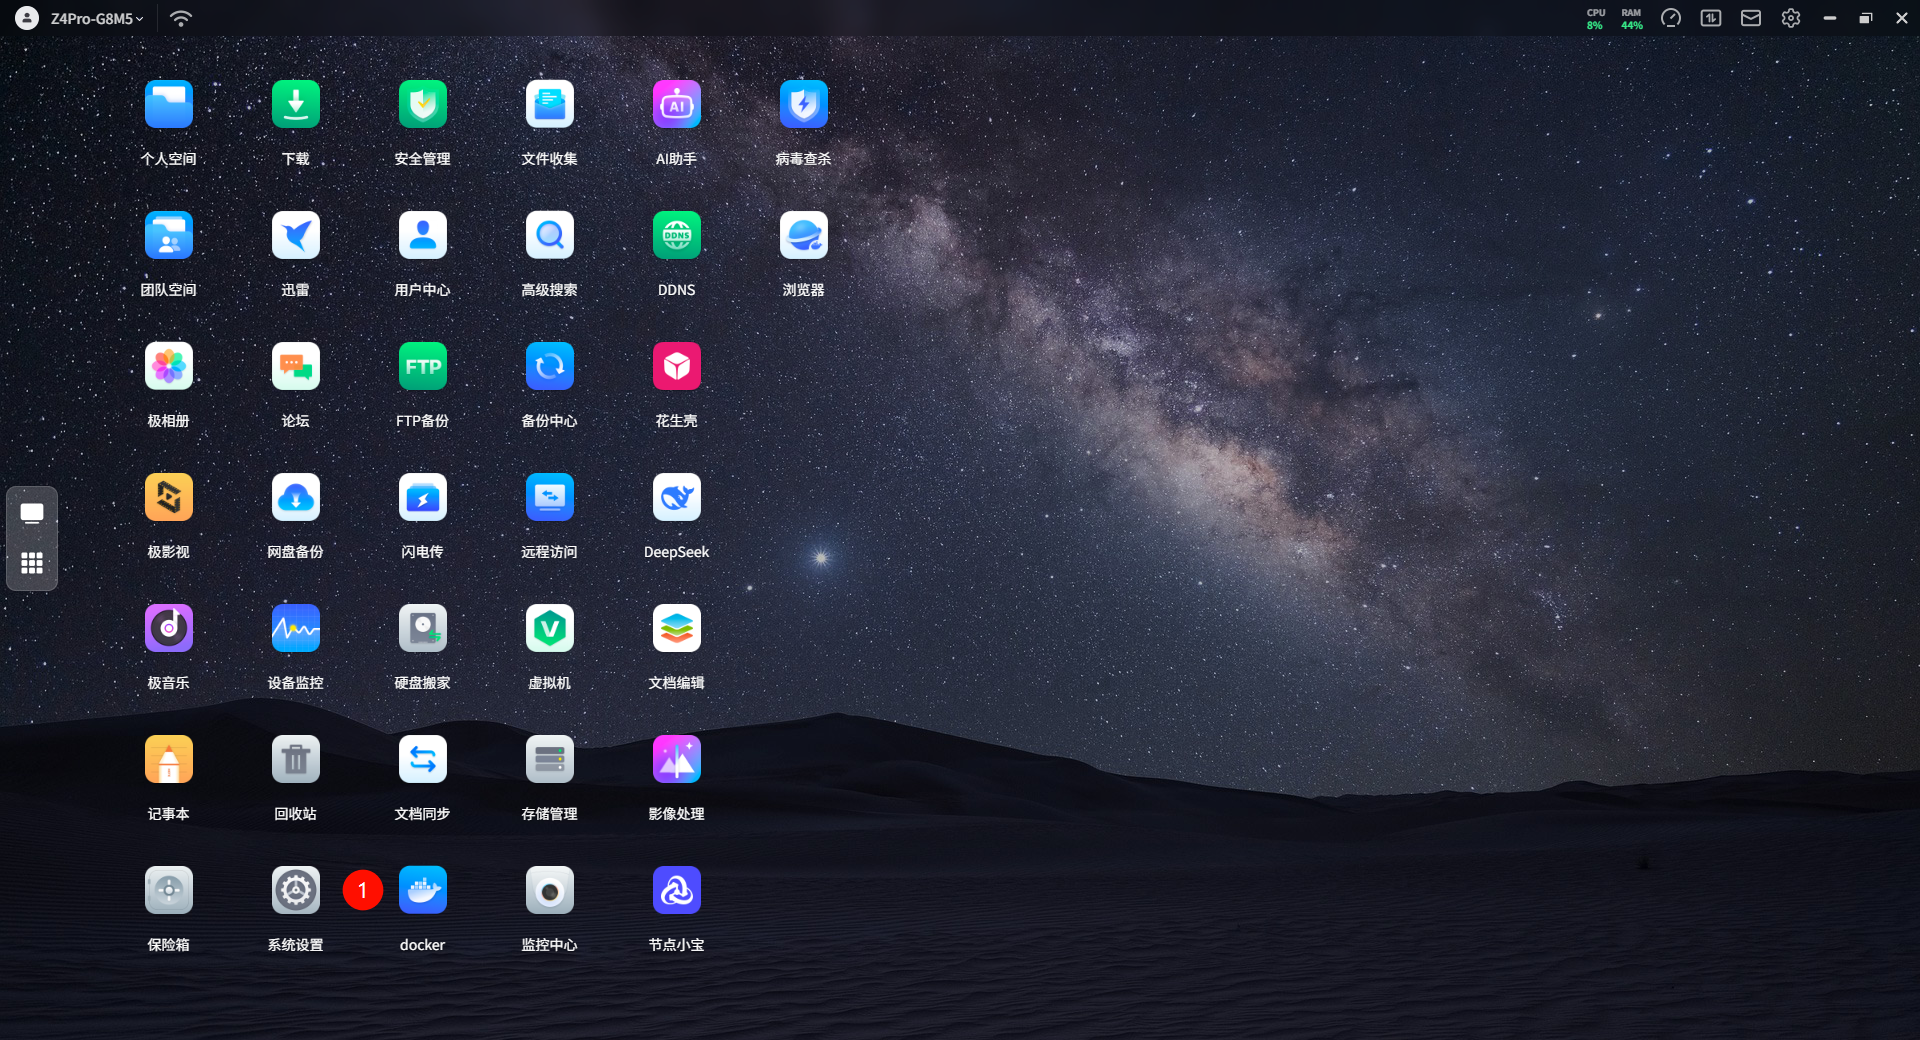 Z4Pro-G8M5
CPU
8%
RAM
44%
个人空间
下载
安全管理
文件收集
AI
AI助手
病毒查杀
团队空间
迅雷
用户中心
高级搜索
DDNS
DDNS
浏览器
极相册
论坛
FTP
FTP备份
备份中心
花生壳
极影视
网盘备份
闪电传
远程访问
DeepSeek
极音乐
设备监控
硬盘搬家
虚拟机
文档编辑
记事本
回收站
文档同步
存储管理
影像处理
保险箱
系统设置
1
docker
监控中心
节点小宝